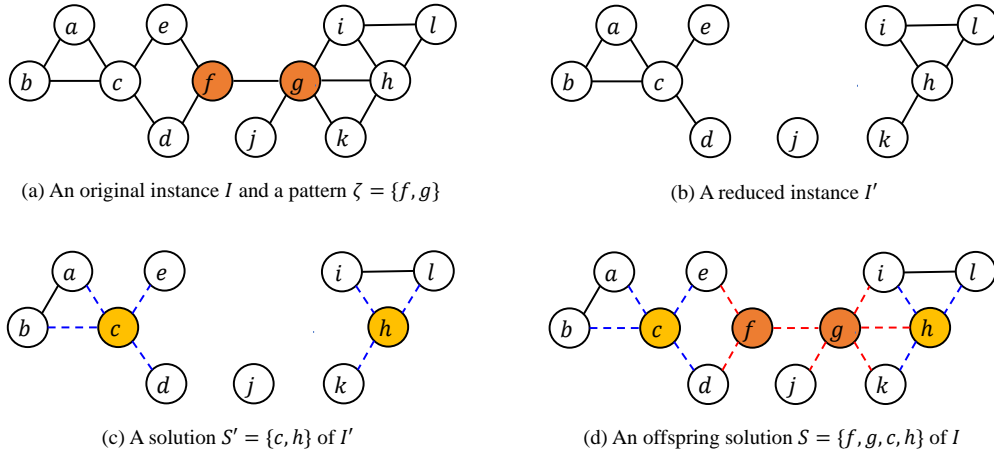 a e i l
b c f g h
d j k
(a) An original instance I and a pattern ζ = {f, g}
a e i l
b c h
d j k
(b) A reduced instance I′
a e i l
b c h
d j k
(c) A solution S′ = {c, h} of I′
a e i l
b c f g h
d j k
(d) An offspring solution S = {f, g, c, h} of I